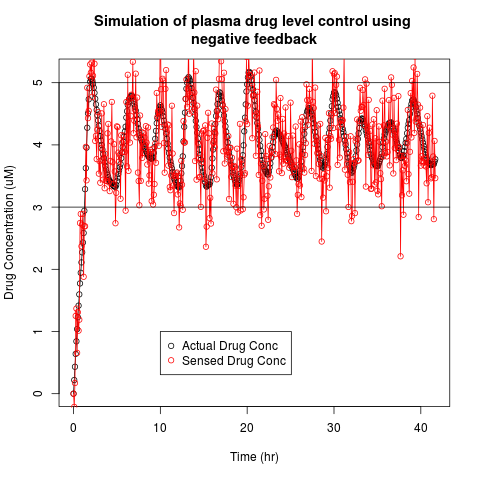 Simulation of plasma drug level control using
negative feedback
Drug Concentration (uM)
5
4
3
2
1
0
Actual Drug Conc
Sensed Drug Conc
0 10 20 30 40
Time (hr)